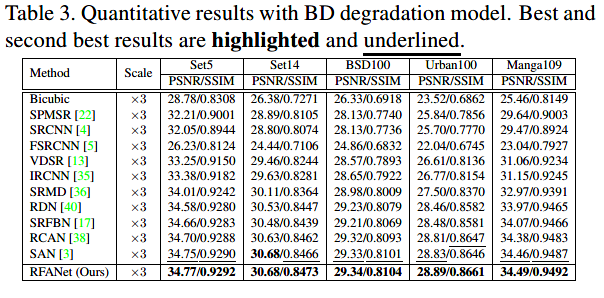 Table 3. Quantitative results with BD degradation model. Best and
second best results are highlighted and underlined.
Method Scale Set5 Set14 BSD100 Urban100 Manga109
PSNR/SSIM PSNR/SSIM PSNR/SSIM PSNR/SSIM PSNR/SSIM
Bicubic ×3 28.78/0.8308 26.38/0.7271 26.33/0.6918 23.52/0.6862 25.46/0.8149
SPMSR [22] ×3 32.21/0.9001 28.89/0.8105 28.13/0.7740 25.84/0.7856 29.64/0.9003
SRCNN [4] ×3 32.05/0.8944 28.80/0.8074 28.13/0.7736 25.70/0.7770 29.47/0.8924
FSRCNN [5] ×3 26.23/0.8124 24.44/0.7106 24.86/0.6832 22.04/0.6745 23.04/0.7927
VDSR [13] ×3 33.25/0.9150 29.46/0.8244 28.57/0.7893 26.61/0.8136 31.06/0.9234
IRCNN [35] ×3 33.38/0.9182 29.63/0.8281 28.65/0.7922 26.77/0.8154 31.15/0.9245
SRMD [36] ×3 34.01/0.9242 30.11/0.8364 28.98/0.8009 27.50/0.8370 32.97/0.9391
RDN [40] ×3 34.58/0.9280 30.53/0.8447 29.23/0.8079 28.46/0.8582 33.97/0.9465
SRFBN [17] ×3 34.66/0.9283 30.48/0.8439 29.21/0.8069 28.48/0.8581 34.07/0.9466
RCAN [38] ×3 34.70/0.9288 30.63/0.8462 29.32/0.8093 28.81/0.8647 34.38/0.9483
SAN [3] ×3 34.75/0.9290 30.68/0.8466 29.33/0.8101 28.83/0.8646 34.46/0.9487
RFANet (Ours) ×3 34.77/0.9292 30.68/0.8473 29.34/0.8104 28.89/0.8661 34.49/0.9492